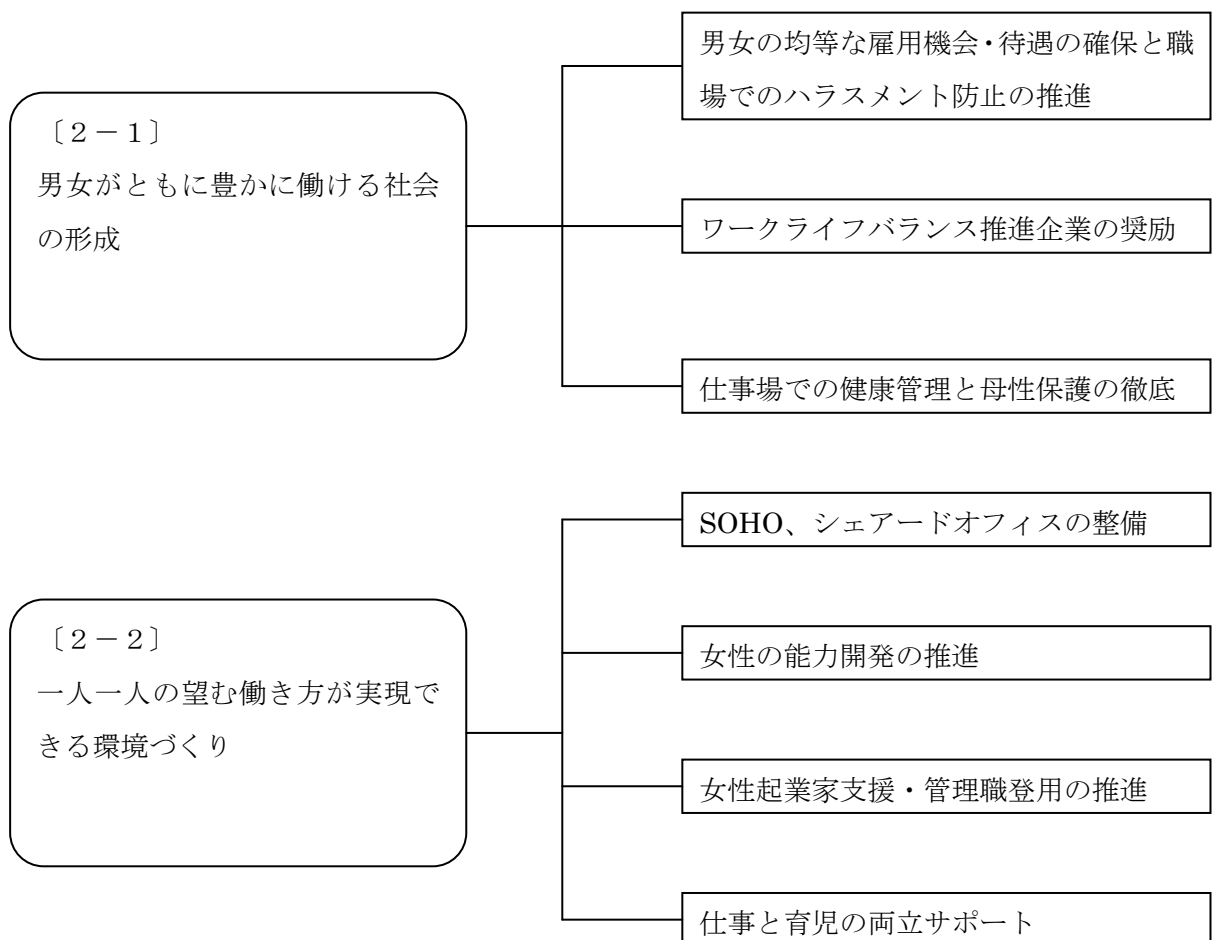 男女の均等な雇用機会・待遇の確保と職
場でのハラスメント防止の推進
〔２－１〕
男女がともに豊かに働ける社会
の形成
ワークライフバランス推進企業の奨励
仕事場での健康管理と母性保護の徹底
SOHO、シェアードオフィスの整備
〔２－２〕
一人一人の望む働き方が実現で
きる環境づくり
女性の能力開発の推進
女性起業家支援・管理職登用の推進
仕事と育児の両立サポート